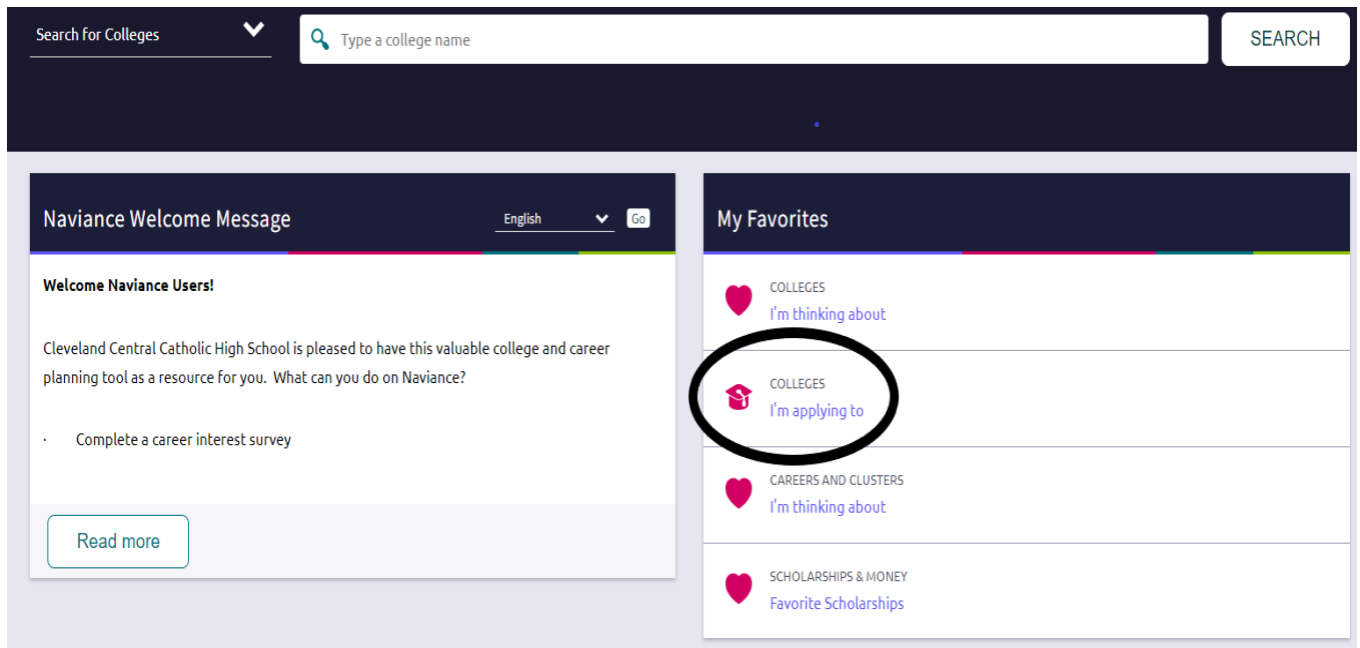 Search for Colleges
Type a college name
SEARCH
Naviance Welcome Message
English
Go
Welcome Naviance Users!
Cleveland Central Catholic High School is pleased to have this valuable college and career
planning tool as a resource for you.  What can you do on Naviance?
· Complete a career interest survey
Read more
My Favorites
COLLEGES
I'm thinking about
COLLEGES
I'm applying to
CAREERS AND CLUSTERS
I'm thinking about
SCHOLARSHIPS & MONEY
Favorite Scholarships